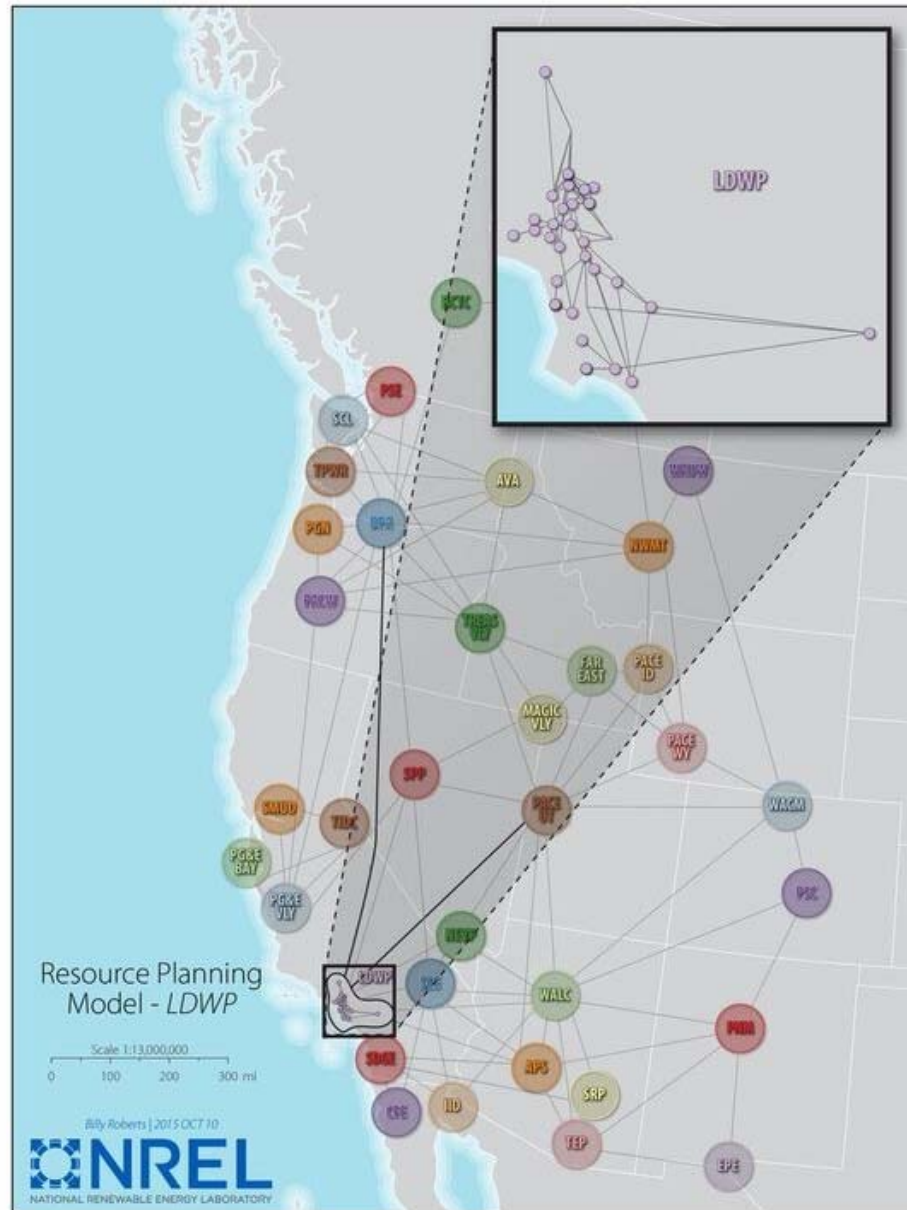 LDWP
BCTC
PSE
SCL
TPWR
AVA
WAUW
BPA
PGN
NWMT
PACW
TREAS
VLY
FAR
EAST
PACE
ID
MAGIC
VLY
PACE
WY
SPP
PACE
UT
WACM
SMUD
TIDC
PG&E
BAY
PG&E
VLY
PSC
NEVP
LDWP
WALC
Resource Planning
Model - LDWP
PNM
Scale 1:13,000,000
0 100 200 300 mi
SDGE
APS
SRP
CFE
IID
TEP
EPE
Billy Roberts | 2015 OCT 10
NREL
NATIONAL RENEWABLE ENERGY LABORATORY